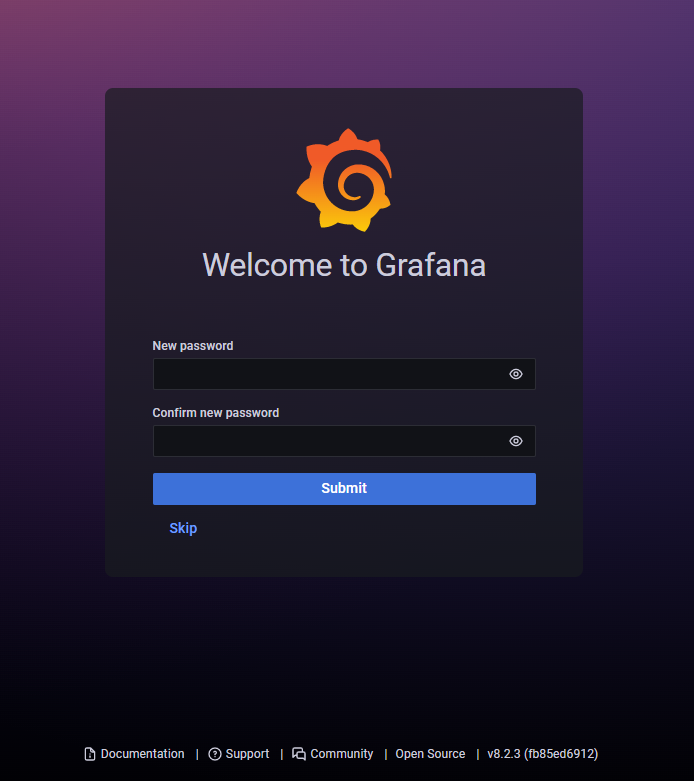 Welcome to Grafana
New password
Confirm new password
Submit
Skip
Documentation | Support | Community | Open Source | v8.2.3 (fb85ed6912)